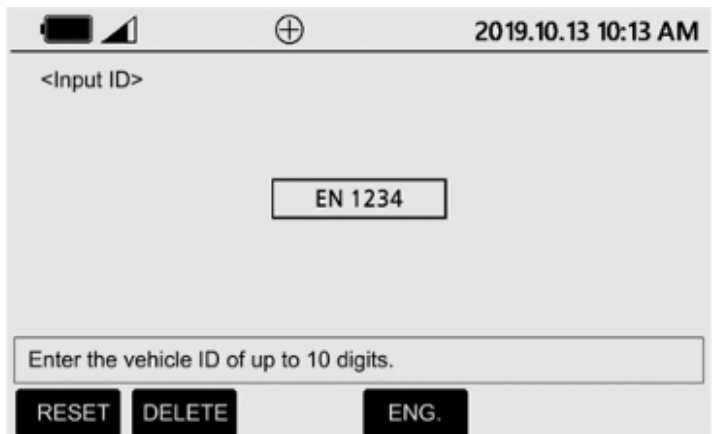 2019.10.13 10:13 AM
<Input ID>
EN 1234
Enter the vehicle ID of up to 10 digits.
RESET DELETE ENG.